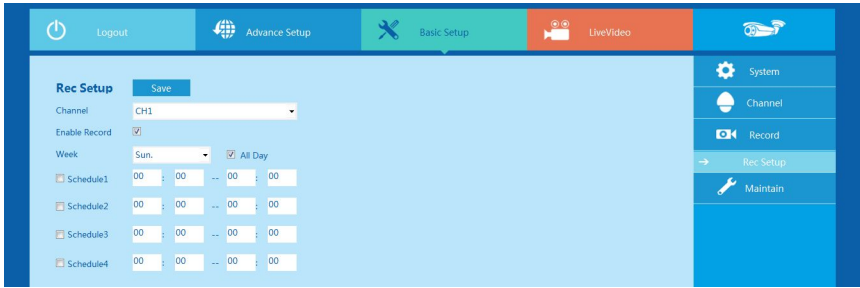 Logout Advance Setup Basic Setup LiveVideo
System
Rec Setup Save
Channel CH1
Channel
Enable Record
Record
Week Sun. All Day
Rec Setup
Schedule1 00 : 00 -- 00 : 00
Maintain
Schedule2 00 : 00 -- 00 : 00
Schedule3 00 : 00 -- 00 : 00
Schedule4 00 : 00 -- 00 : 00